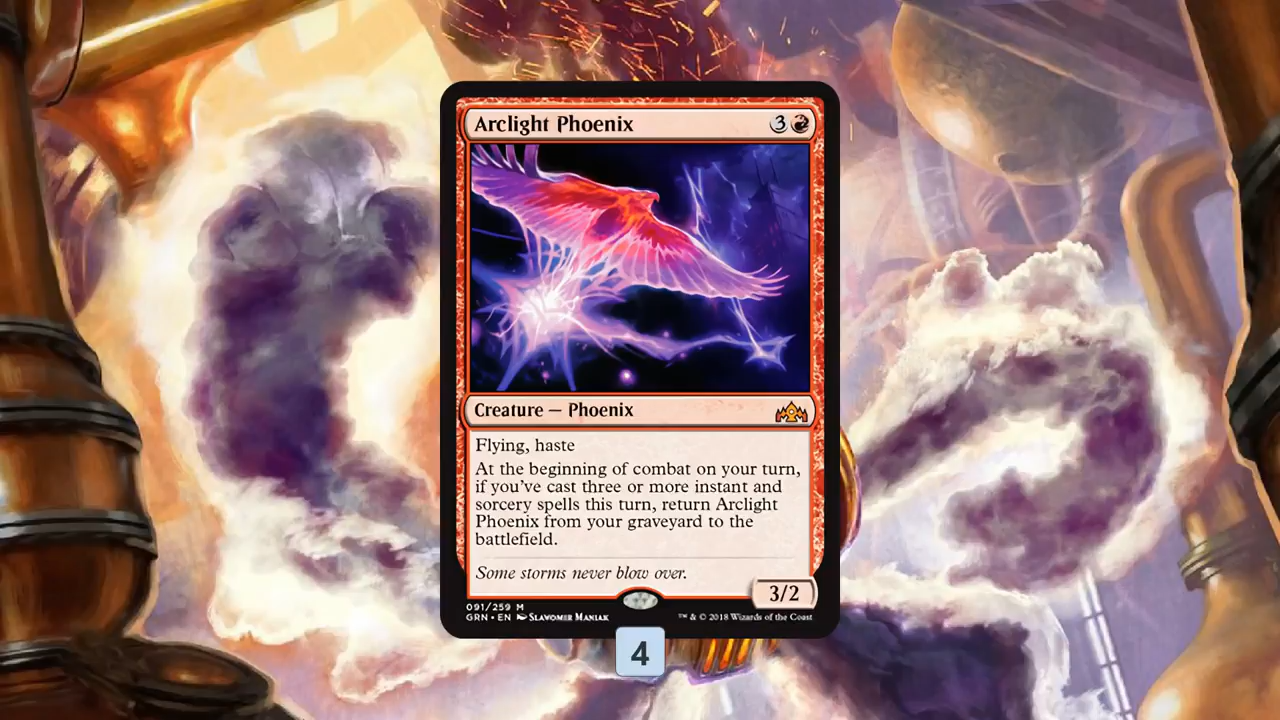 Arclight Phoenix 3
Creature — Phoenix
Flying, haste
At the beginning of combat on your turn,
if you've cast three or more instant and
sorcery spells this turn, return Arclight
Phoenix from your graveyard to the
battlefield.
Some storms never blow over.
3/2
091/259 M
GRN • EN Slawomir Maniak ™ & © 2018 Wizards of the Coast
4